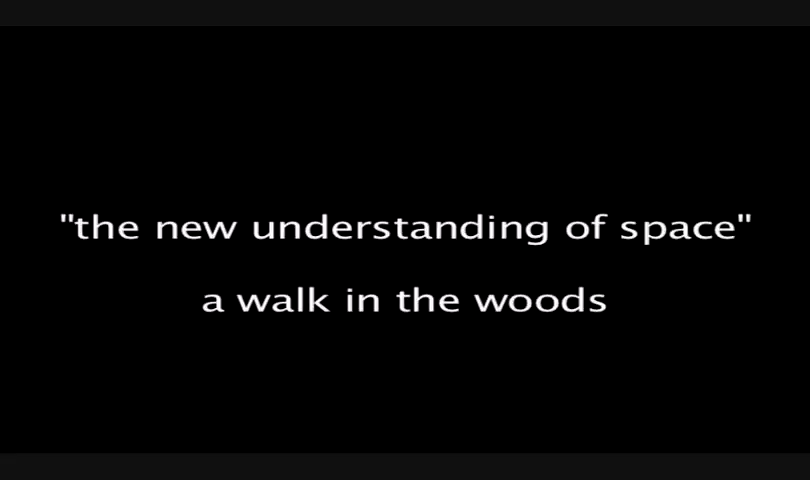 "the new understanding of space"
a walk in the woods